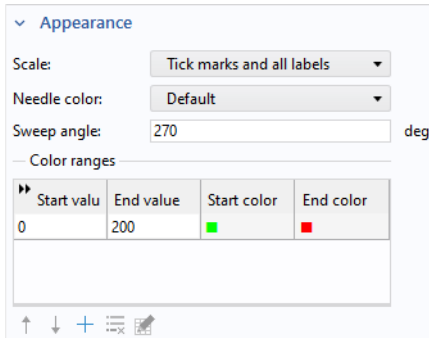 Appearance
Scale: Tick marks and all labels
Needle color: Default
Sweep angle: 270 deg
Color ranges
Start valu End value Start color End color
0 200